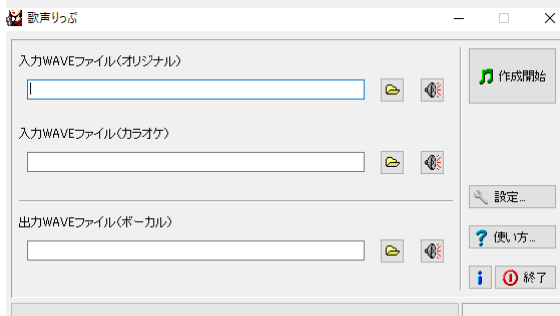 歌声りっぷ
入力WAVEファイル(オリジナル)
作成開始
入力WAVEファイル(カラオケ)
設定...
出力WAVEファイル(ボーカル)
使い方...
終了